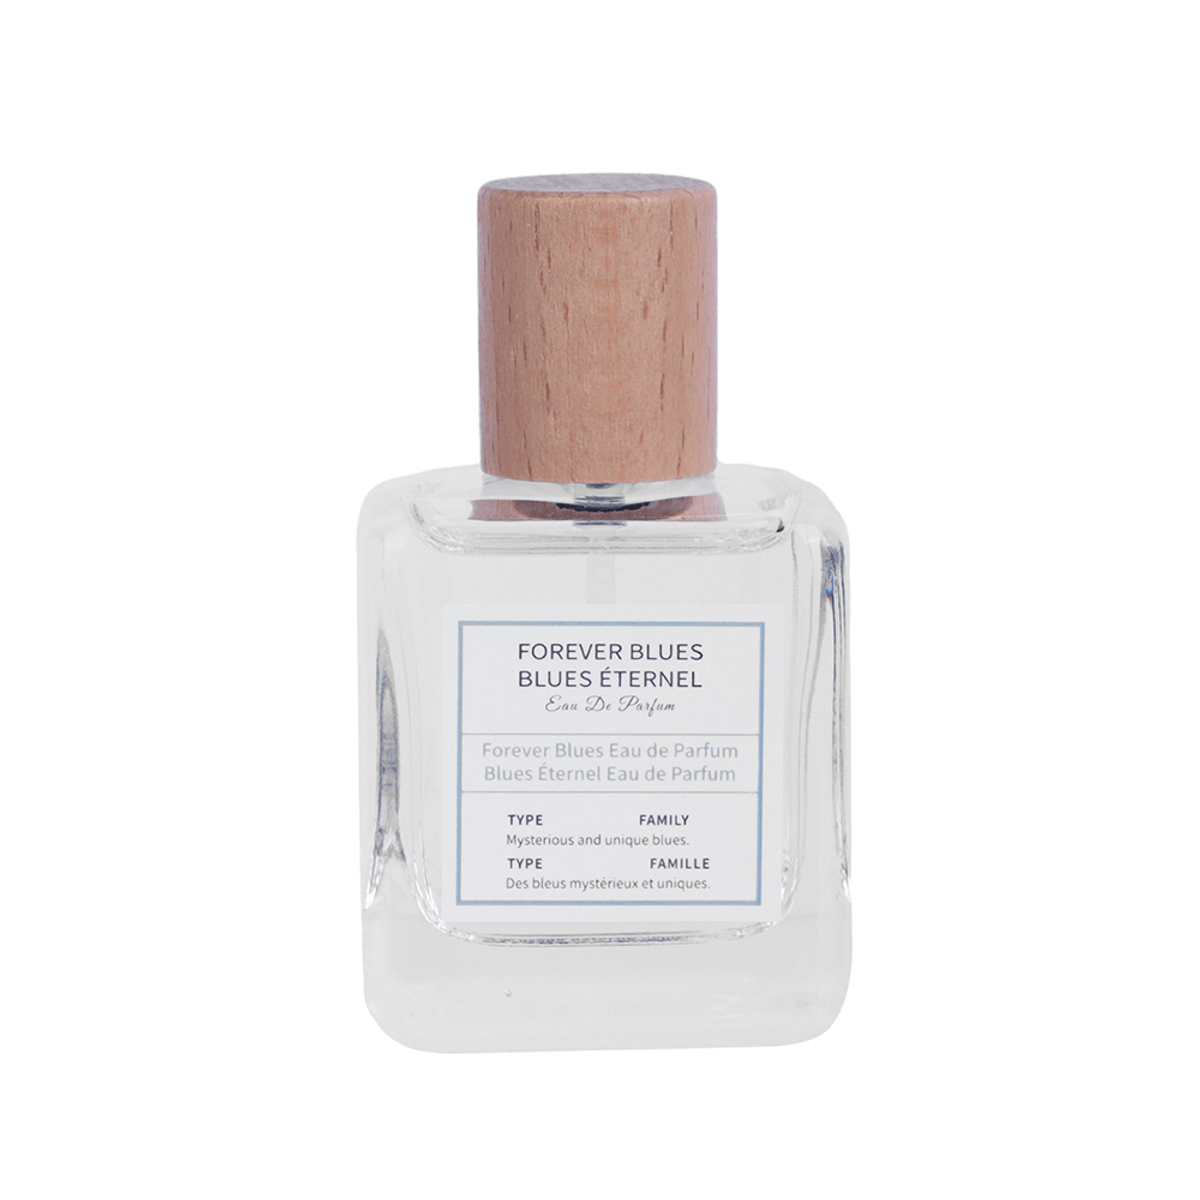 FOREVER BLUES
BLUES ÉTERNEL
Eau De Parfum
Forever Blues Eau de Parfum
Blues Éternel Eau de Parfum
TYPE FAMILY
Mysterious and unique blues.
TYPE FAMILLE
Des bleus mystérieux et uniques.